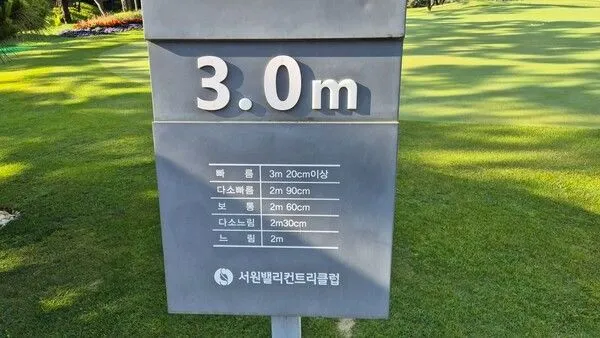 3.0m
빠 름 3m 20cm이상
다소빠름 2m 90cm
보 통 2m 60cm
다소느림 2m30cm
느 림 2m
서원밸리컨트리클럽